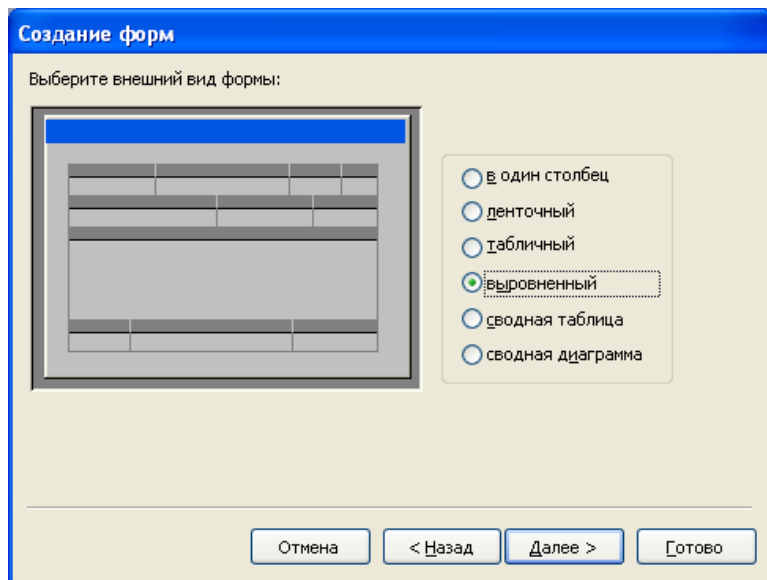 Создание форм
Выберите внешний вид формы:
в один столбец
ленточный
табличный
выровненный
сводная таблица
сводная диаграмма
Отмена
< Назад
Далее >
Готово